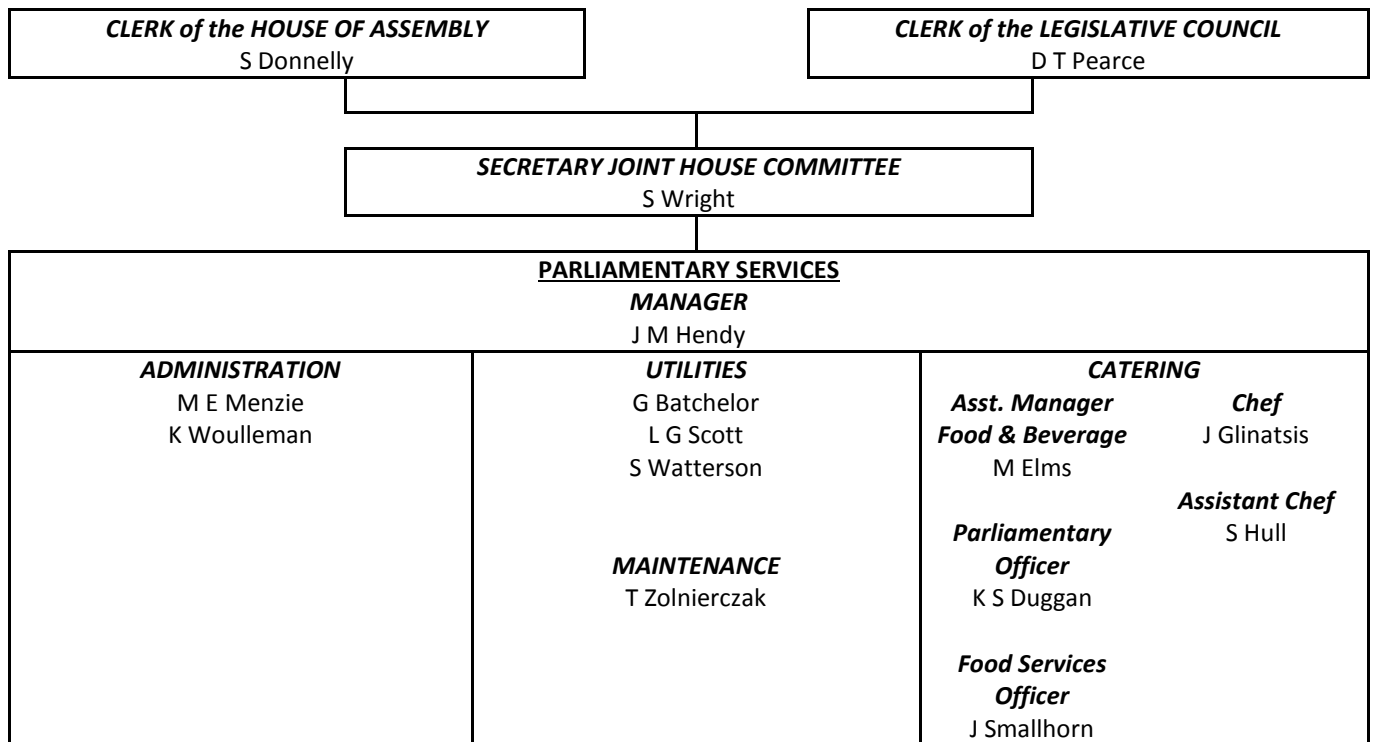 CLERK of the HOUSE OF ASSEMBLY
S Donnelly
CLERK of the LEGISLATIVE COUNCIL
D T Pearce
SECRETARY JOINT HOUSE COMMITTEE
S Wright
PARLIAMENTARY SERVICES
MANAGER
J M Hendy
ADMINISTRATION
M E Menzie
K Woulleman
UTILITIES
G Batchelor
L G Scott
S Watterson
MAINTENANCE
T Zolnierczak
CATERING
Asst. Manager
Food & Beverage
M Elms
Parliamentary
Officer
K S Duggan
Food Services
Officer
J Smallhorn
Chef
J Glinatsis
Assistant Chef
S Hull